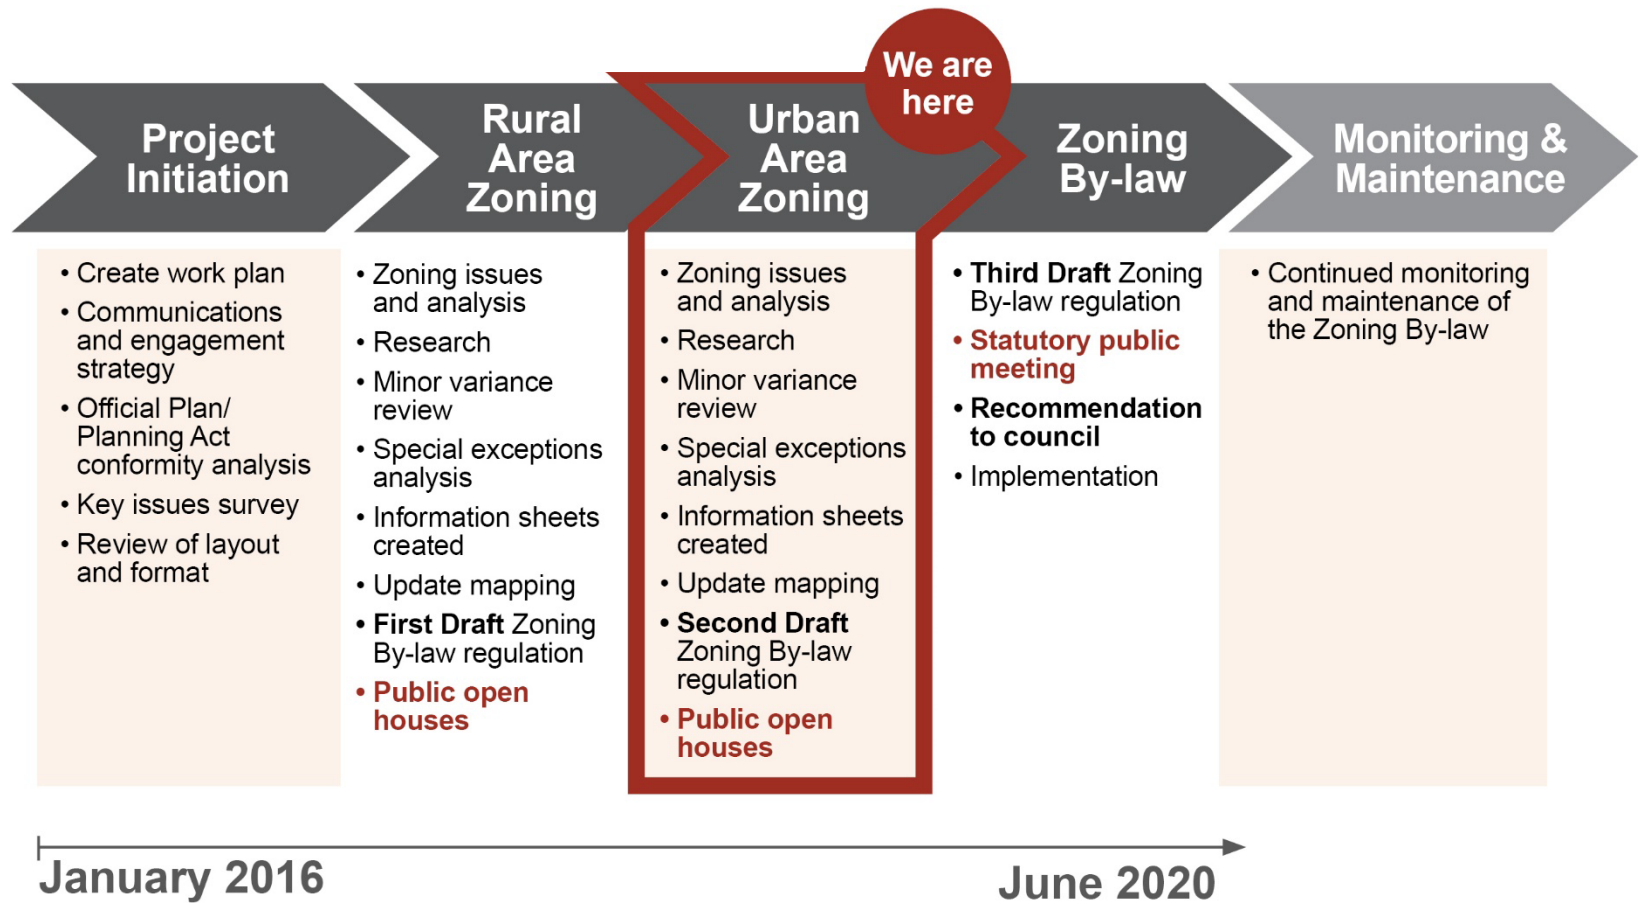 We are
here
Project
Initiation
Rural
Area
Zoning
Urban
Area
Zoning
Zoning
By-law
Monitoring &
Maintenance
• Create work plan
• Communications
and engagement
strategy
• Official Plan/
Planning Act
conformity analysis
• Key issues survey
• Review of layout
and format
• Zoning issues
and analysis
• Research
• Minor variance
review
• Special exceptions
analysis
• Information sheets
created
• Update mapping
• First Draft Zoning
By-law regulation
• Public open
houses
• Zoning issues
and analysis
• Research
• Minor variance
review
• Special exceptions
analysis
• Information sheets
created
• Update mapping
• Second Draft
Zoning By-law
regulation
• Public open
houses
• Third Draft Zoning
By-law regulation
• Statutory public
meeting
• Recommendation
to council
• Implementation
• Continued monitoring
and maintenance of
the Zoning By-law
January 2016
June 2020